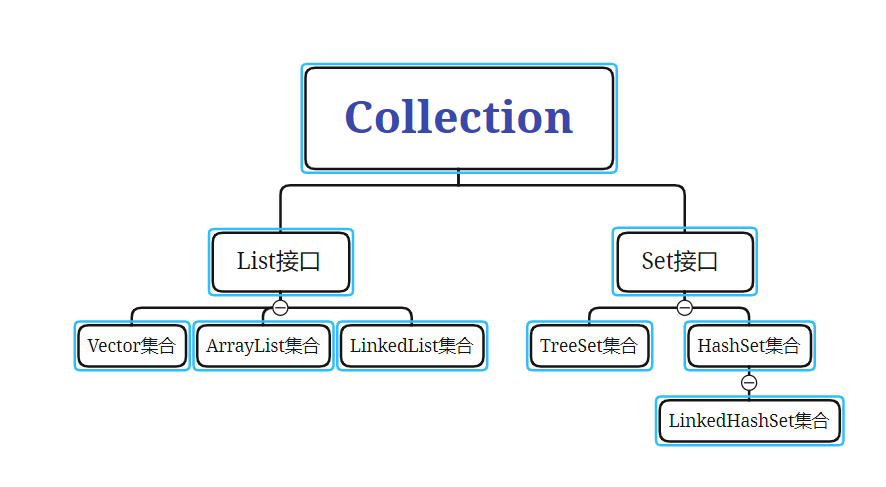 Collection
List接口
Set接口
Vector集合
ArrayList集合
LinkedList集合
TreeSet集合
HashSet集合
LinkedHashSet集合